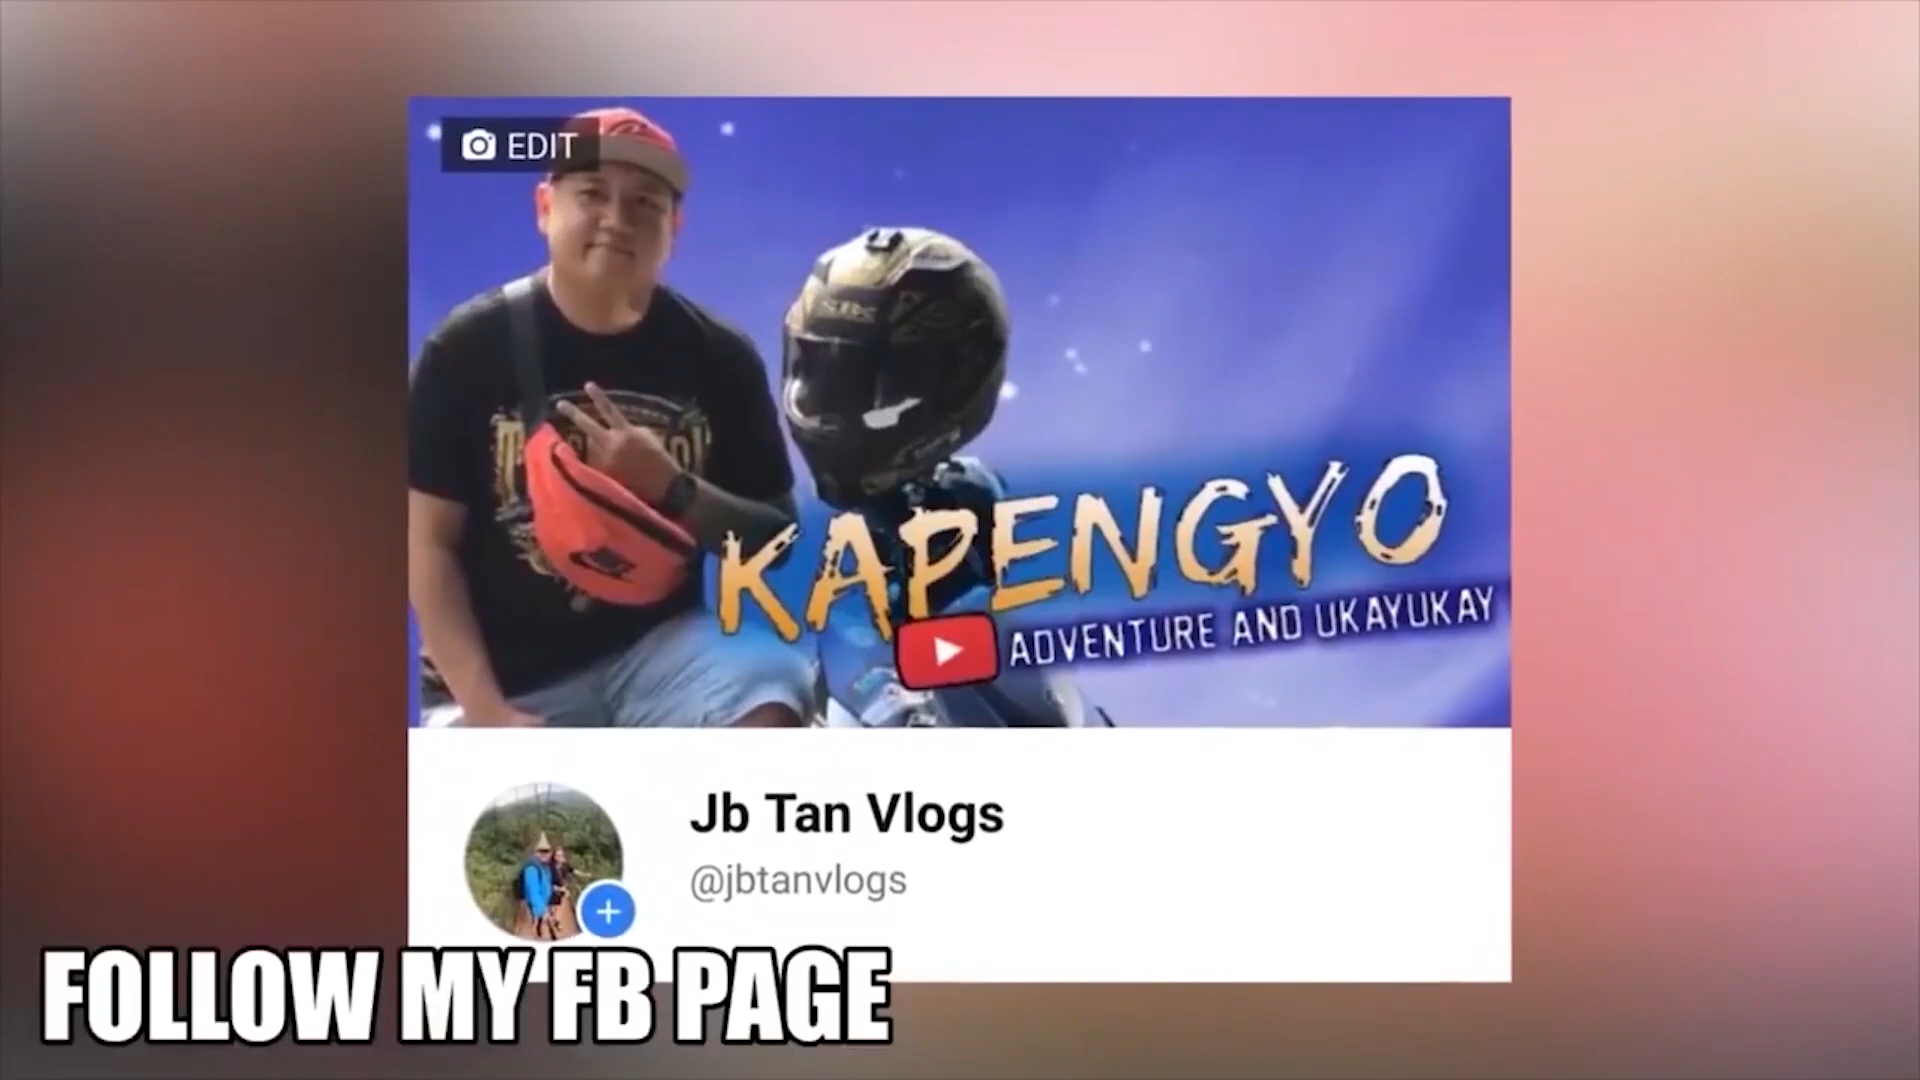 EDIT
KAPENGYO
ADVENTURE AND UKAYUKAY
Jb Tan Vlogs
@jbtanvlogs
FOLLOW MY FB PAGE